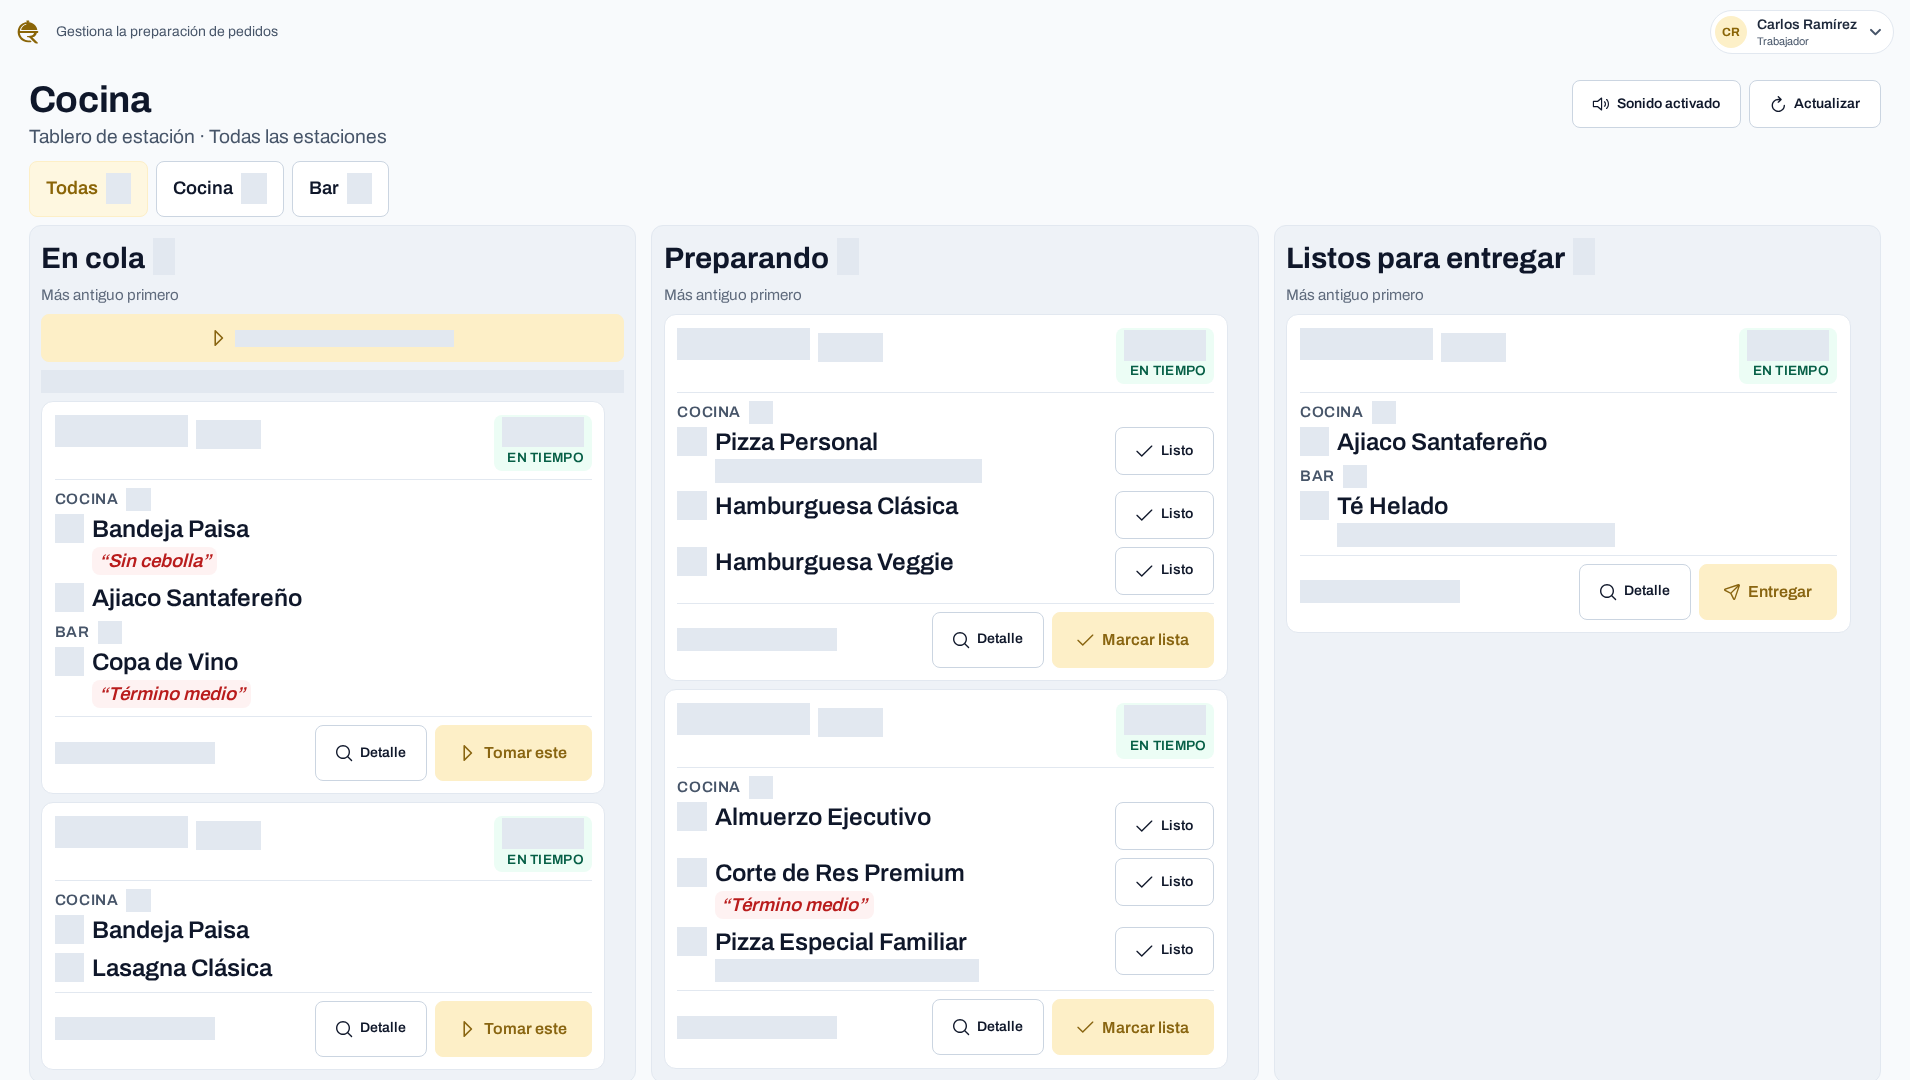 Gestiona la preparación de pedidos
CR
Carlos Ramírez
Trabajador
Cocina
Tablero de estación · Todas las estaciones
Sonido activado
Actualizar
Todas
Cocina
Bar
En cola
Más antiguo primero
EN TIEMPO
COCINA
Bandeja Paisa
“Sin cebolla”
Ajiaco Santafereño
BAR
Copa de Vino
“Término medio”
Detalle
Tomar este
EN TIEMPO
COCINA
Bandeja Paisa
Lasagna Clásica
Detalle
Tomar este
Preparando
Más antiguo primero
EN TIEMPO
COCINA
Pizza Personal
Listo
Hamburguesa Clásica
Listo
Hamburguesa Veggie
Listo
Detalle
Marcar lista
EN TIEMPO
COCINA
Almuerzo Ejecutivo
Listo
Corte de Res Premium
Listo
“Término medio”
Pizza Especial Familiar
Listo
Detalle
Marcar lista
Listos para entregar
Más antiguo primero
EN TIEMPO
COCINA
Ajiaco Santafereño
BAR
Té Helado
Detalle
Entregar